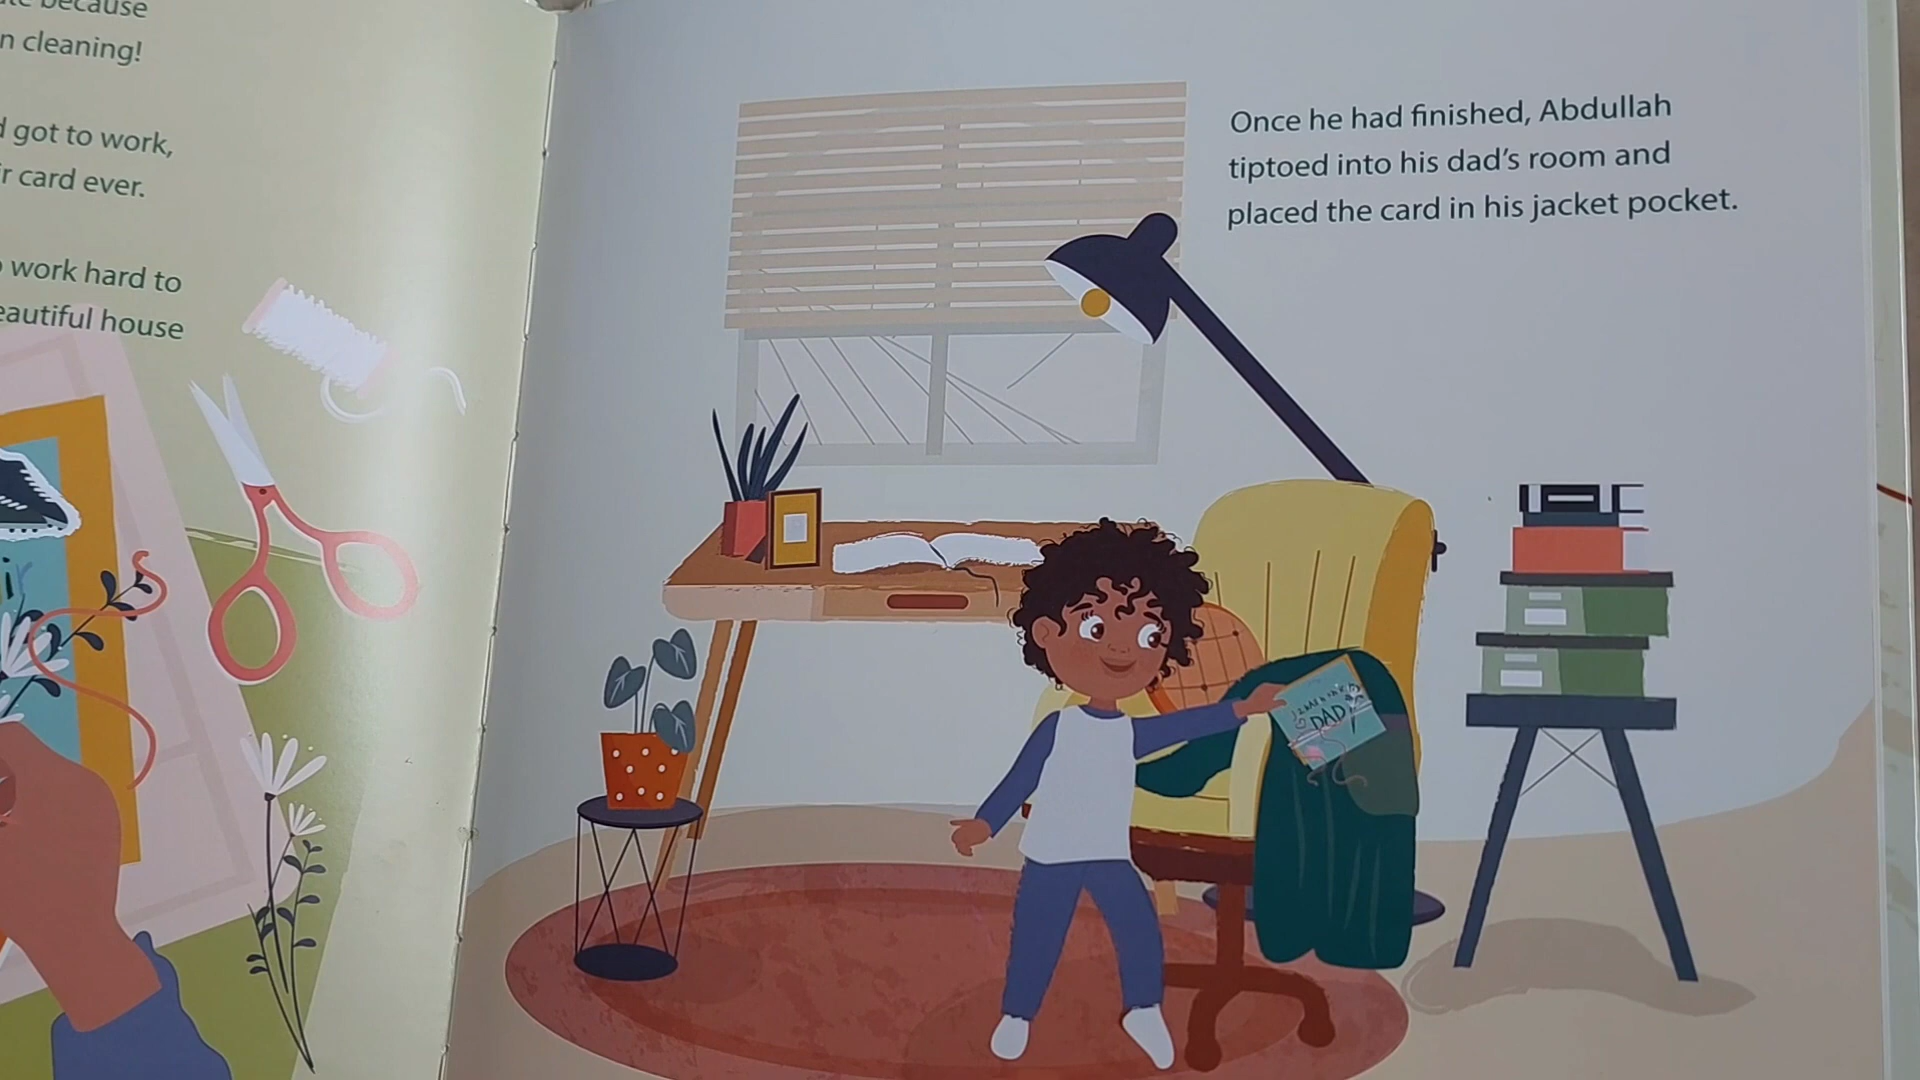 because
n cleaning!
got to work,
r card ever.
work hard to
eautiful house
Once he had finished, Abdullah
tiptoed into his dad's room and
placed the card in his jacket pocket.
DAD